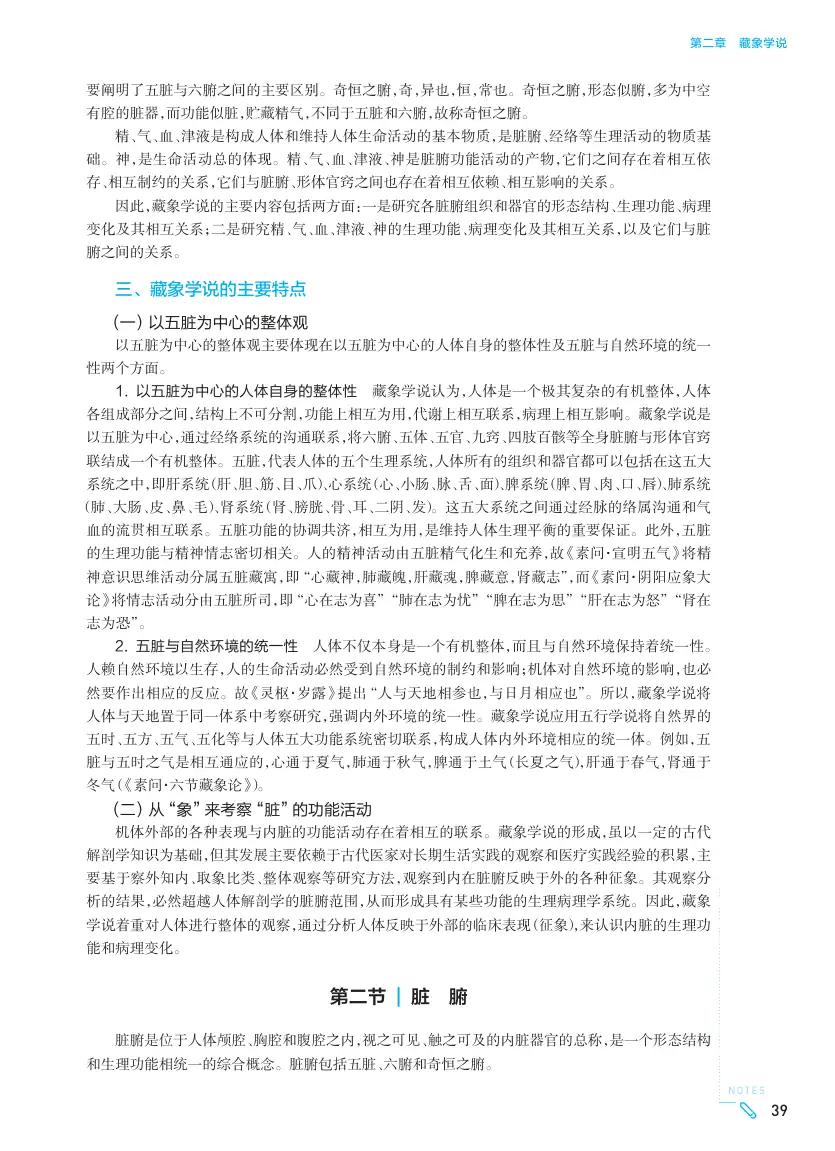 第二章　藏象学说
要阐明了五脏与六腑之间的主要区别。奇恒之腑,奇,异也,恒,常也。奇恒之腑,形态似腑,多为中空
有腔的脏器,而功能似脏,贮藏精气,不同于五脏和六腑,故称奇恒之腑。
精、气、血、津液是构成人体和维持人体生命活动的基本物质,是脏腑、经络等生理活动的物质基
础。神,是生命活动总的体现。精、气、血、津液、神是脏腑功能活动的产物,它们之间存在着相互依
存、相互制约的关系,它们与脏腑、形体官窍之间也存在着相互依赖、相互影响的关系。
因此,藏象学说的主要内容包括两方面:一是研究各脏腑组织和器官的形态结构、生理功能、病理
变化及其相互关系;二是研究精、气、血、津液、神的生理功能、病理变化及其相互关系,以及它们与脏
腑之间的关系。
三、藏象学说的主要特点
（一）以五脏为中心的整体观
以五脏为中心的整体观主要体现在以五脏为中心的人体自身的整体性及五脏与自然环境的统一
性两个方面。
1. 以五脏为中心的人体自身的整体性　藏象学说认为,人体是一个极其复杂的有机整体,人体
各组成部分之间,结构上不可分割,功能上相互为用,代谢上相互联系,病理上相互影响。藏象学说是
以五脏为中心,通过经络系统的沟通联系,将六腑、五体、五官、九窍、四肢百骸等全身脏腑与形体官窍
联结成一个有机整体。五脏,代表人体的五个生理系统,人体所有的组织和器官都可以包括在这五大
系统之中,即肝系统(肝、胆、筋、目、爪)、心系统(心、小肠、脉、舌、面)、脾系统(脾、胃、肉、口、唇)、肺系统
(肺、大肠、皮、鼻、毛)、肾系统(肾、膀胱、骨、耳、二阴、发)。这五大系统之间通过经脉的络属沟通和气
血的流贯相互联系。五脏功能的协调共济,相互为用,是维持人体生理平衡的重要保证。此外,五脏
的生理功能与精神情志密切相关。人的精神活动由五脏精气化生和充养,故《素问·宣明五气》将精
神意识思维活动分属五脏藏寓,即“心藏神,肺藏魄,肝藏魂,脾藏意,肾藏志”,而《素问·阴阳应象大
论》将情志活动分由五脏所司,即“心在志为喜”“肺在志为忧”“脾在志为思”“肝在志为怒”“肾在
志为恐”。
2. 五脏与自然环境的统一性　人体不仅本身是一个有机整体,而且与自然环境保持着统一性。
人赖自然环境以生存,人的生命活动必然受到自然环境的制约和影响;机体对自然环境的影响,也必
然要作出相应的反应。故《灵枢·岁露》提出“人与天地相参也,与日月相应也”。所以,藏象学说将
人体与天地置于同一体系中考察研究,强调内外环境的统一性。藏象学说应用五行学说将自然界的
五时、五方、五气、五化等与人体五大功能系统密切联系,构成人体内外环境相应的统一体。例如,五
脏与五时之气是相互通应的,心通于夏气,肺通于秋气,脾通于土气(长夏之气),肝通于春气,肾通于
冬气(《素问·六节藏象论》)。
（二）从“象”来考察“脏”的功能活动
机体外部的各种表现与内脏的功能活动存在着相互的联系。藏象学说的形成,虽以一定的古代
解剖学知识为基础,但其发展主要依赖于古代医家对长期生活实践的观察和医疗实践经验的积累,主
要基于察外知内、取象比类、整体观察等研究方法,观察到内在脏腑反映于外的各种征象。其观察分
析的结果,必然超越人体解剖学的脏腑范围,从而形成具有某些功能的生理病理学系统。因此,藏象
学说着重对人体进行整体的观察,通过分析人体反映于外部的临床表现(征象),来认识内脏的生理功
能和病理变化。
第二节｜脏　腑
脏腑是位于人体颅腔、胸腔和腹腔之内,视之可见、触之可及的内脏器官的总称,是一个形态结构
和生理功能相统一的综合概念。脏腑包括五脏、六腑和奇恒之腑。
NOTES
39